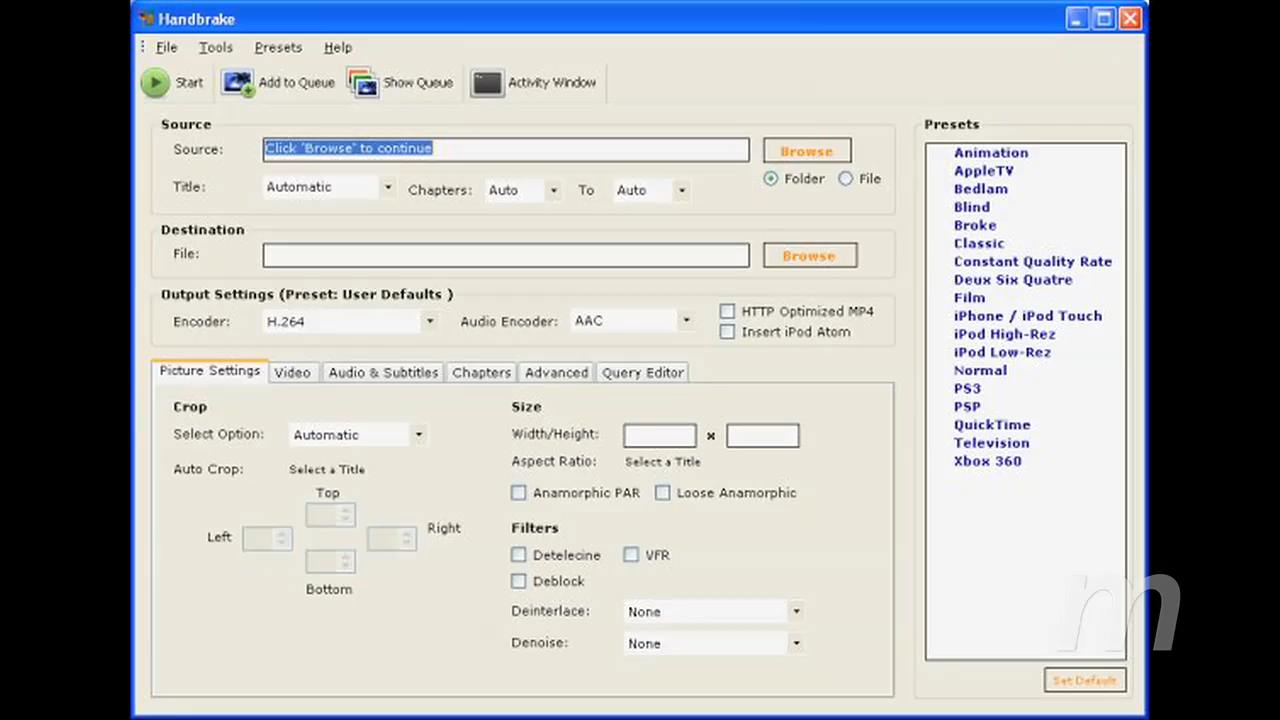 Handbrake
File Tools Presets Help
Start Add to Queue Show Queue Activity Window
Source
Source: Click 'Browse' to continue Browse
Folder File
Title: Automatic Chapters: Auto To Auto
Destination
File: Browse
Output Settings (Preset: User Defaults )
Encoder: H.264 Audio Encoder: AAC
HTTP Optimized MP4
Insert iPod Atom
Picture Settings Video Audio & Subtitles Chapters Advanced Query Editor
Crop
Select Option: Automatic
Auto Crop: Select a Title
Top
Left
Right
Bottom
Size
Width/Height: x
Aspect Ratio: Select a Title
Anamorphic PAR Loose Anamorphic
Filters
Detelecine VFR
Deblock
Deinterlace: None
Denoise: None
Presets
Animation
AppleTV
Bedlam
Blind
Broke
Classic
Constant Quality Rate
Deux Six Quatre
Film
iPhone / iPod Touch
iPod High-Rez
iPod Low-Rez
Normal
PS3
PSP
QuickTime
Television
Xbox 360
Set Default
m